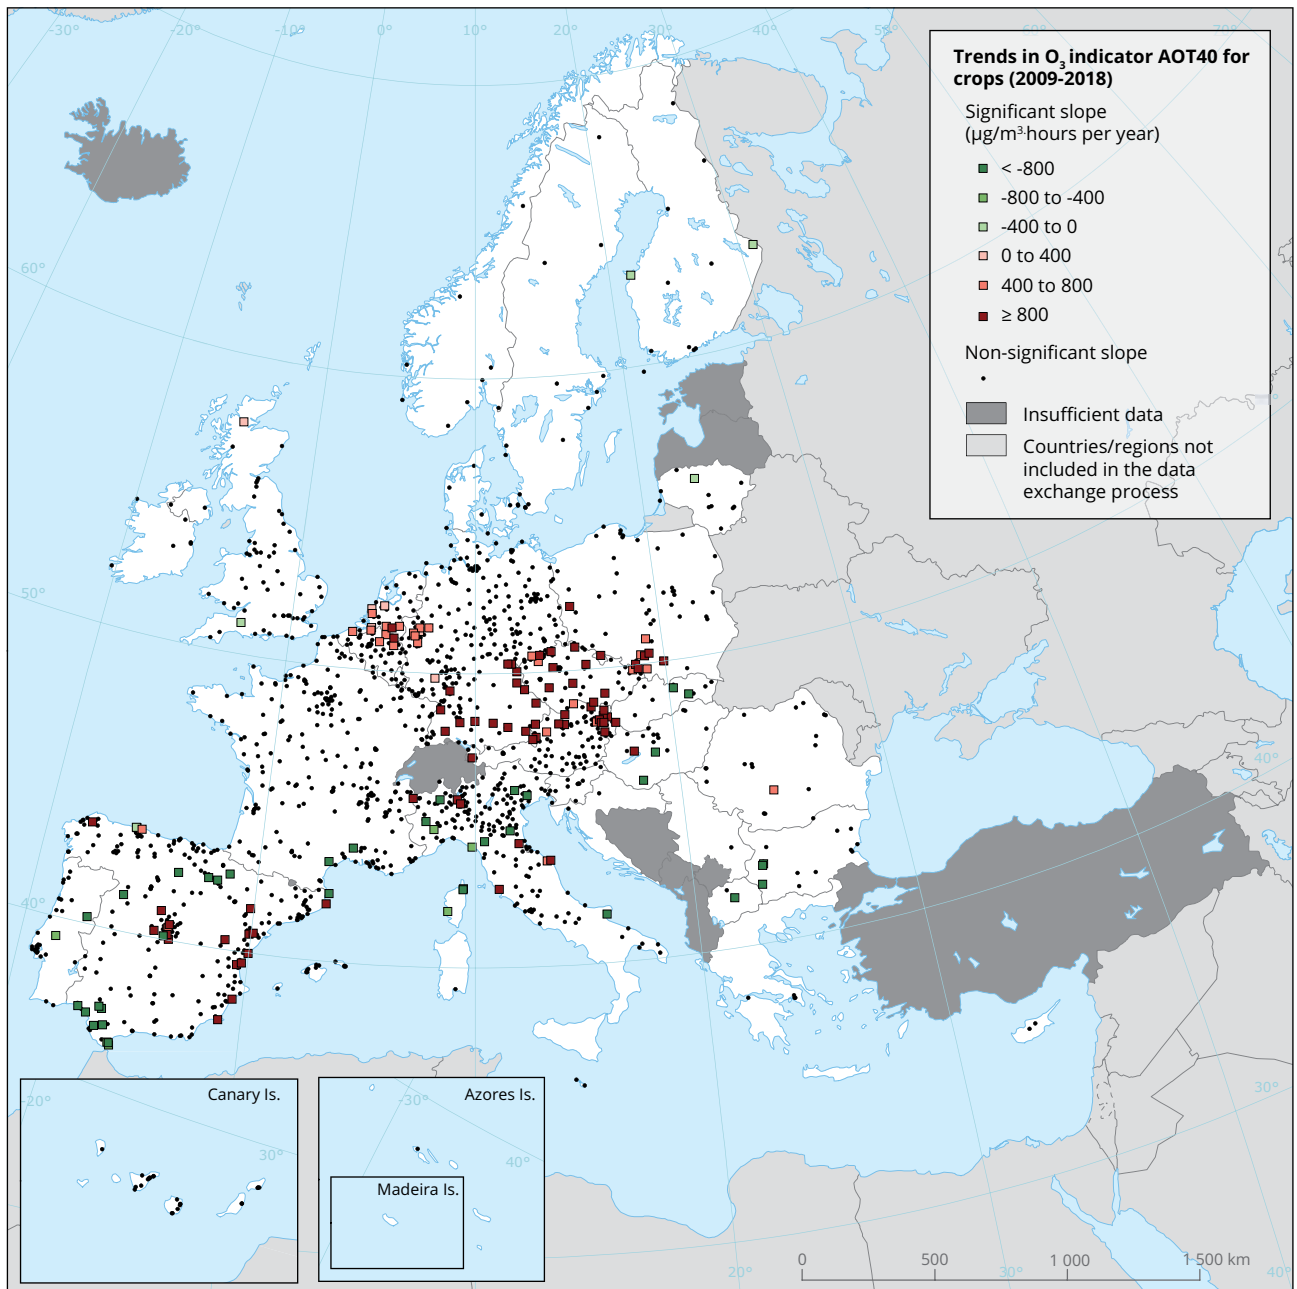 -30°
-20°
-10°
0°
10°
20°
30°
40°
50°
60°
70°
Trends in O3 indicator AOT40 for
crops (2009-2018)
Significant slope
(µg/m3·hours per year)
< -800
-800 to -400
-400 to 0
0 to 400
400 to 800
≥ 800
Non-significant slope
Insufficient data
Countries/regions not
included in the data
exchange process
60°
50°
40°
40°
30°
-20°
Canary Is.
30°
-30°
Azores Is.
40°
Madeira Is.
0
500
1 000
1 500 km
20°
30°
40°